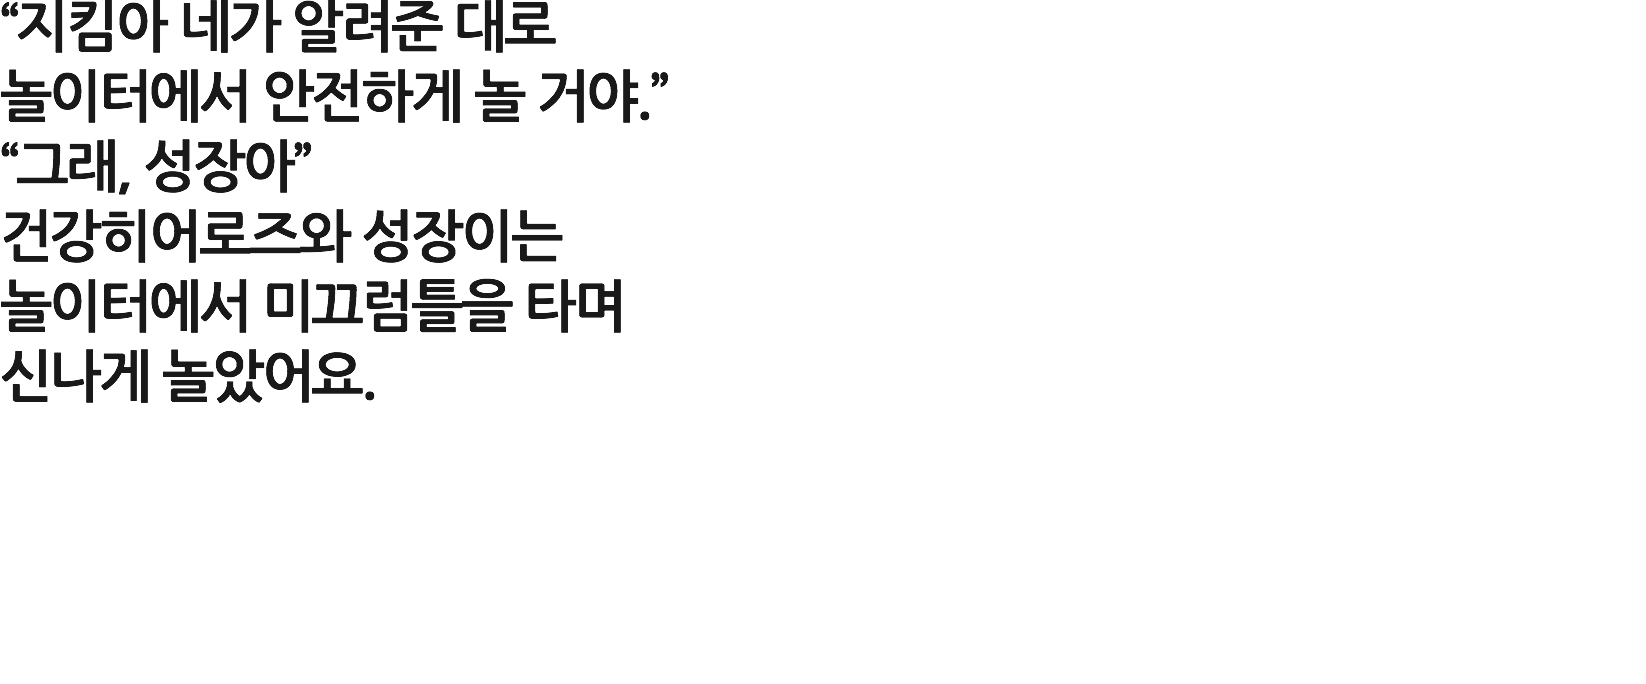 “지킴아 네가 알려준 대로
놀이터에서 안전하게 놀 거야.”
“그래, 성장아”
건강히어로즈와 성장이는
놀이터에서 미끄럼틀을 타며
신나게 놀았어요.